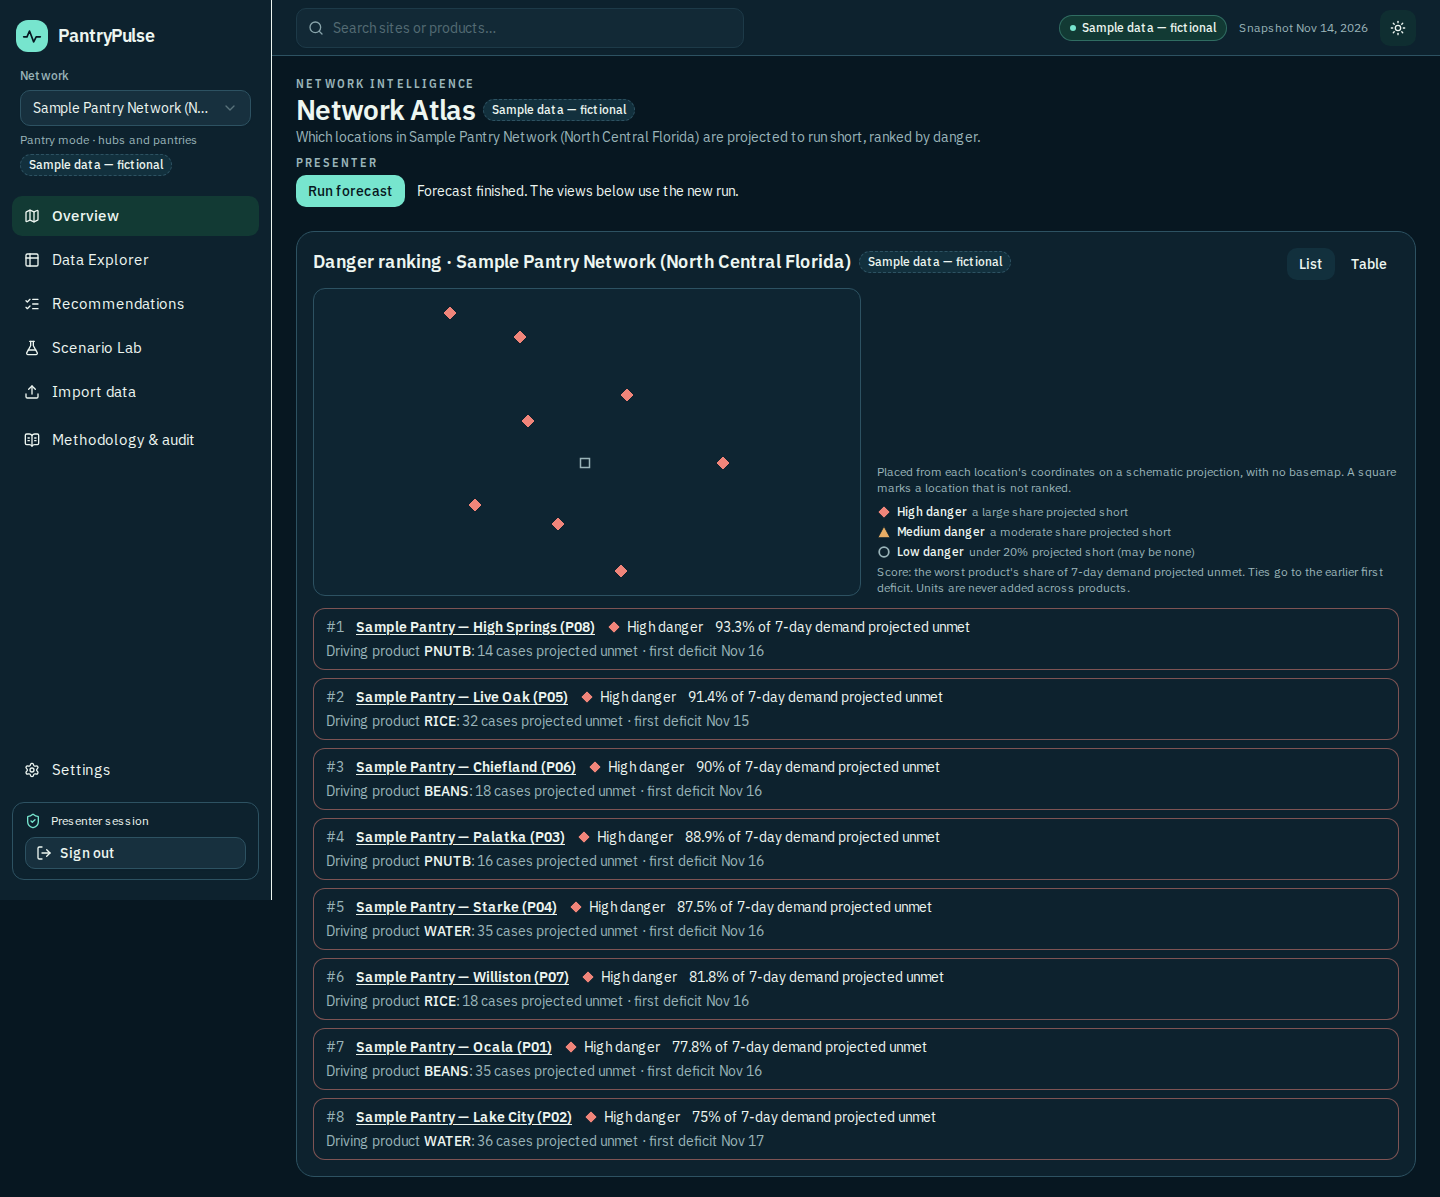 PantryPulse
Network
Sample Pantry Network (N...
Pantry mode · hubs and pantries
Sample data — fictional
Overview
Data Explorer
Recommendations
Scenario Lab
Import data
Methodology & audit
Settings
Presenter session
Sign out
Search sites or products...
Sample data — fictional
Snapshot Nov 14, 2026
NETWORK INTELLIGENCE
Network Atlas Sample data — fictional
Which locations in Sample Pantry Network (North Central Florida) are projected to run short, ranked by danger.
PRESENTER
Run forecast Forecast finished. The views below use the new run.
Danger ranking · Sample Pantry Network (North Central Florida) Sample data — fictional
List Table
Placed from each location's coordinates on a schematic projection, with no basemap. A square
marks a location that is not ranked.
High danger a large share projected short
Medium danger a moderate share projected short
Low danger under 20% projected short (may be none)
Score: the worst product's share of 7-day demand projected unmet. Ties go to the earlier first
deficit. Units are never added across products.
#1 Sample Pantry — High Springs (P08) High danger 93.3% of 7-day demand projected unmet
Driving product PNUTB: 14 cases projected unmet · first deficit Nov 16
#2 Sample Pantry — Live Oak (P05) High danger 91.4% of 7-day demand projected unmet
Driving product RICE: 32 cases projected unmet · first deficit Nov 15
#3 Sample Pantry — Chiefland (P06) High danger 90% of 7-day demand projected unmet
Driving product BEANS: 18 cases projected unmet · first deficit Nov 16
#4 Sample Pantry — Palatka (P03) High danger 88.9% of 7-day demand projected unmet
Driving product PNUTB: 16 cases projected unmet · first deficit Nov 16
#5 Sample Pantry — Starke (P04) High danger 87.5% of 7-day demand projected unmet
Driving product WATER: 35 cases projected unmet · first deficit Nov 16
#6 Sample Pantry — Williston (P07) High danger 81.8% of 7-day demand projected unmet
Driving product RICE: 18 cases projected unmet · first deficit Nov 16
#7 Sample Pantry — Ocala (P01) High danger 77.8% of 7-day demand projected unmet
Driving product BEANS: 35 cases projected unmet · first deficit Nov 16
#8 Sample Pantry — Lake City (P02) High danger 75% of 7-day demand projected unmet
Driving product WATER: 36 cases projected unmet · first deficit Nov 17